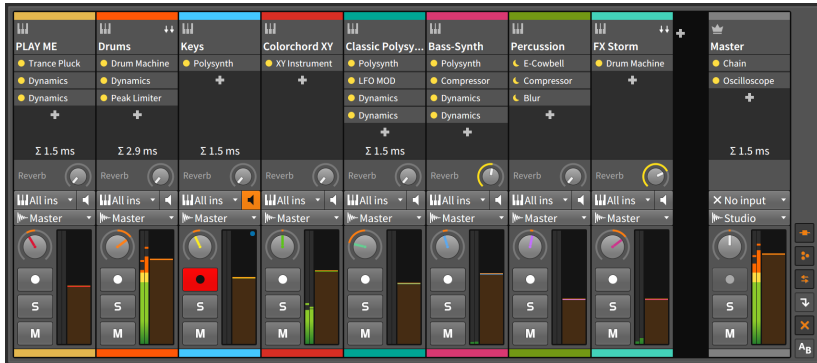 PLAY ME
Drums
Keys
Colorchord XY
Classic Polysy...
Bass-Synth
Percussion
FX Storm
Master
Trance Pluck
Drum Machine
Polysynth
XY Instrument
Polysynth
Polysynth
E-Cowbell
Drum Machine
Chain
Dynamics
Dynamics
LFO MOD
Compressor
Compressor
Oscilloscope
Dynamics
Peak Limiter
Dynamics
Dynamics
Blur
Dynamics
Dynamics
Σ 1.5 ms
Σ 2.9 ms
Σ 1.5 ms
Σ 1.5 ms
Σ 1.5 ms
Reverb
Reverb
Reverb
Reverb
Reverb
Reverb
Reverb
Reverb
All ins
All ins
All ins
All ins
All ins
All ins
All ins
All ins
No input
Master
Master
Master
Master
Master
Master
Master
Master
Studio
S
S
S
S
S
S
S
S
S
M
M
M
M
M
M
M
M
M
AB